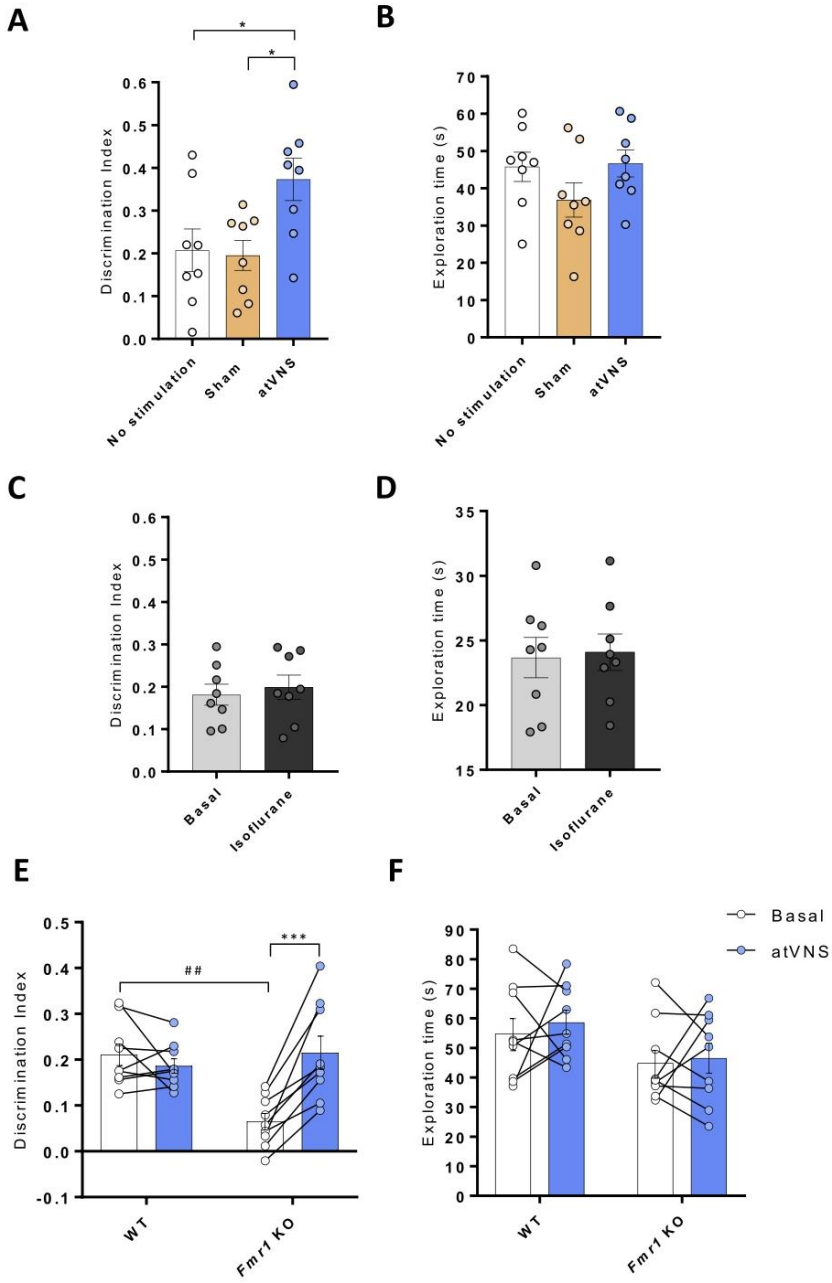 A
B
*
*
Discrimination Index
0.6
0.5
0.4
0.3
0.2
0.1
0.0
No stimulation
Sham
atVNS
Exploration time (s)
70
60
50
40
30
20
10
0
No stimulation
Sham
atVNS
C
D
Discrimination Index
0.6
0.5
0.4
0.3
0.2
0.1
0.0
Basal
Isoflurane
Exploration time (s)
35
30
25
20
15
Basal
Isoflurane
E
F
Discrimination Index
0.5
0.4
0.3
0.2
0.1
0.0
-0.1
##
***
WT
Fmr1 KO
Exploration time (s)
90
80
70
60
50
40
30
20
10
0
WT
Fmr1 KO
Basal
atVNS